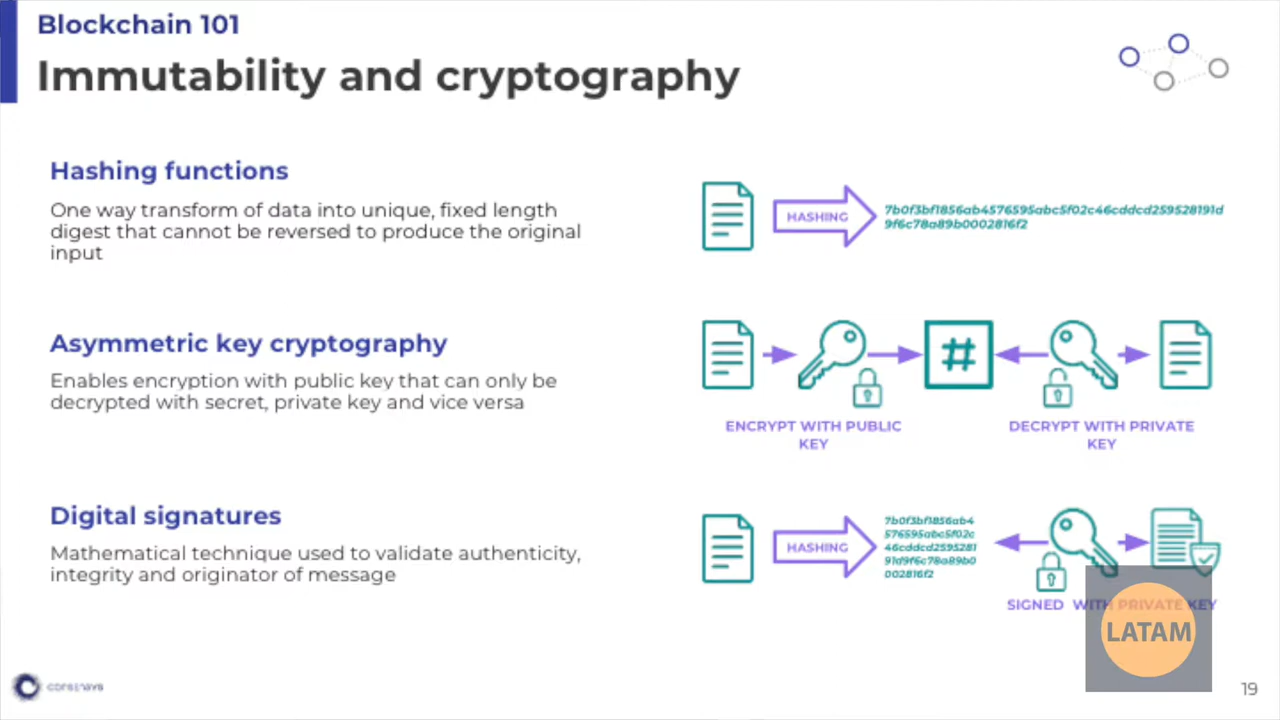 Blockchain 101
Immutability and cryptography
Hashing functions
One way transform of data into unique, fixed length
digest that cannot be reversed to produce the original
input
HASHING
7b0f3bf1856ab4576595abc5f02c46cddcd259528191d
9f6c78a89b0002816f2
Asymmetric key cryptography
Enables encryption with public key that can only be
decrypted with secret, private key and vice versa
#
ENCRYPT WITH PUBLIC
KEY
DECRYPT WITH PRIVATE
KEY
Digital signatures
Mathematical technique used to validate authenticity,
integrity and originator of message
HASHING
7b0f3bf1856ab4
576595abc5f02c
46cddcd2595281
91d9f6c78a89b0
002816f2
SIGNED WITH PRIVATE KEY
LATAM
19